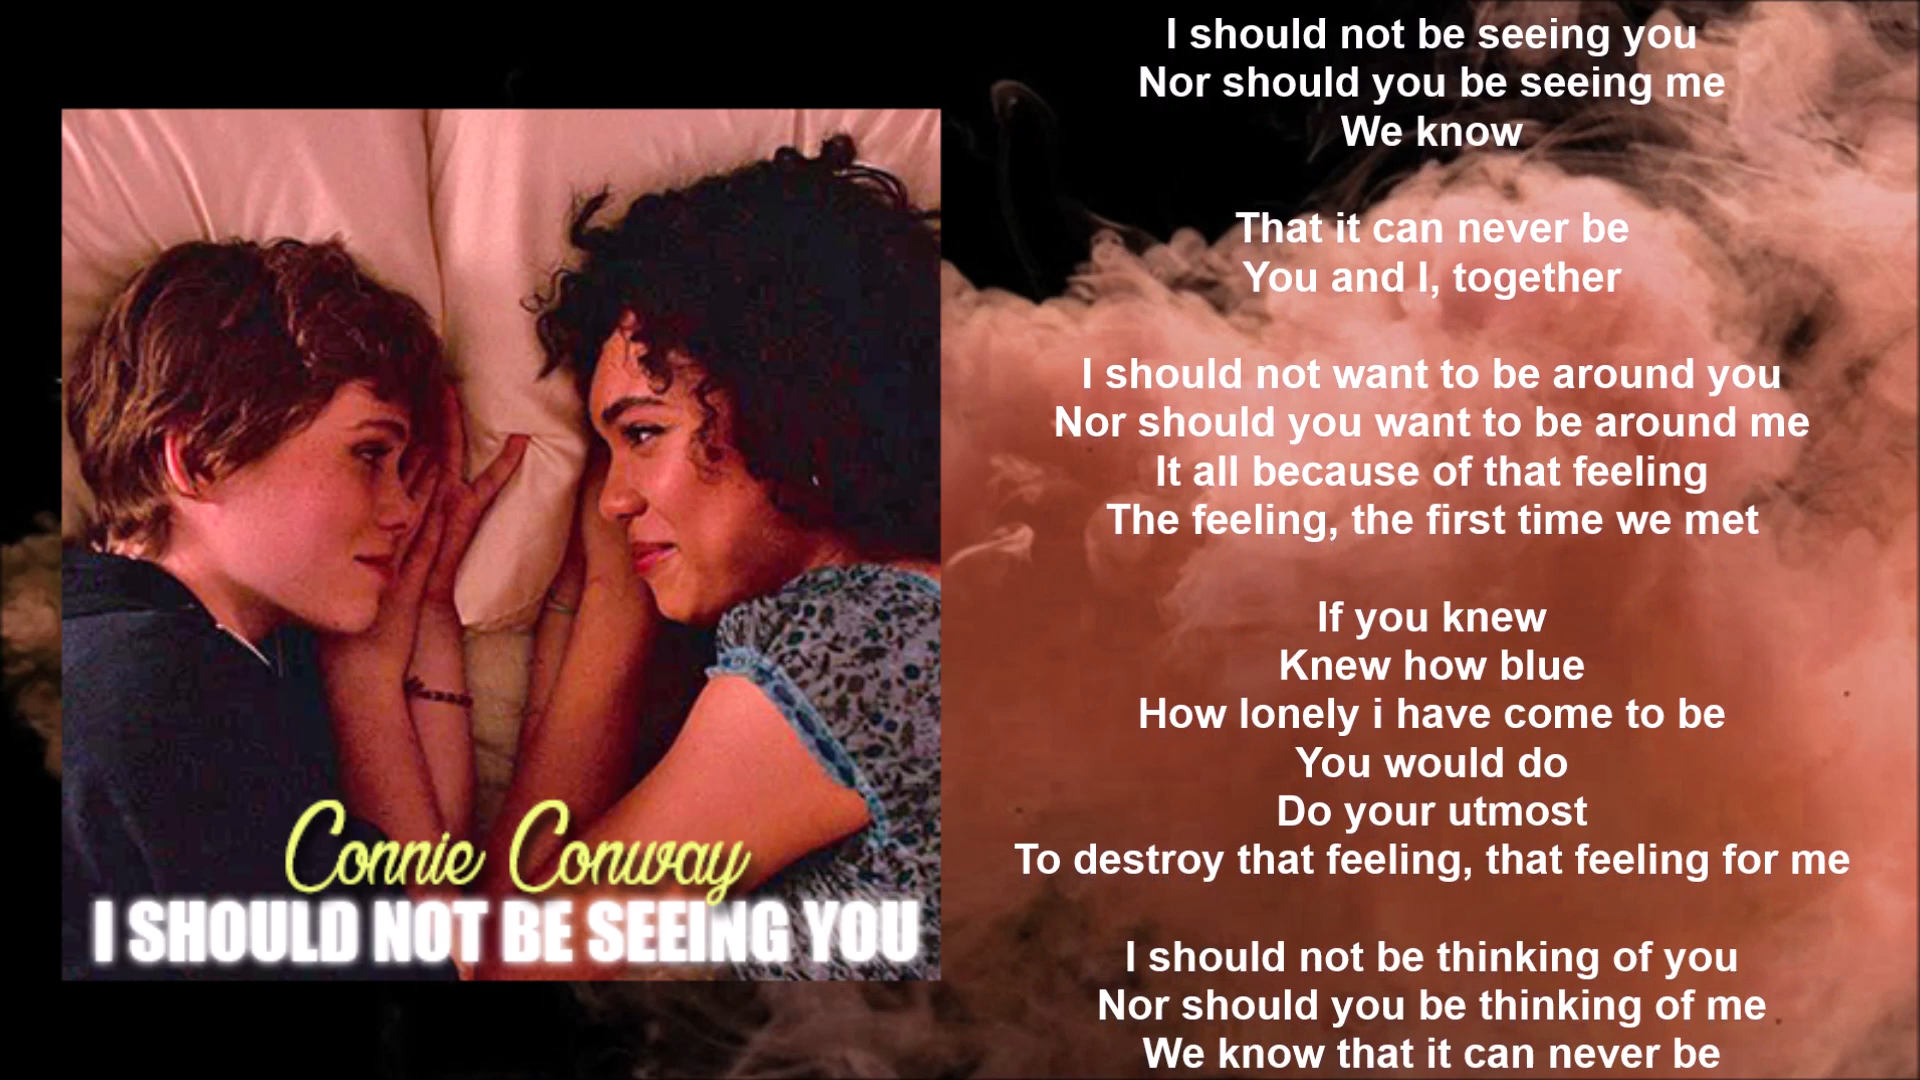 Connie Conway
I SHOULD NOT BE SEEING YOU
I should not be seeing you
Nor should you be seeing me
We know
That it can never be
You and I, together
I should not want to be around you
Nor should you want to be around me
It all because of that feeling
The feeling, the first time we met
If you knew
Knew how blue
How lonely i have come to be
You would do
Do your utmost
To destroy that feeling, that feeling for me
I should not be thinking of you
Nor should you be thinking of me
We know that it can never be